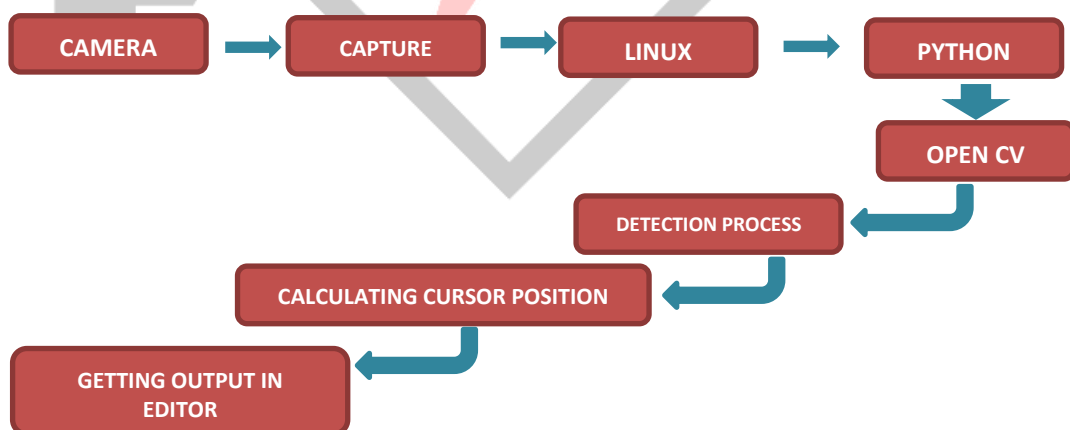 CAMERA
CAPTURE
LINUX
PYTHON
OPEN CV
DETECTION PROCESS
CALCULATING CURSOR POSITION
GETTING OUTPUT IN
EDITOR